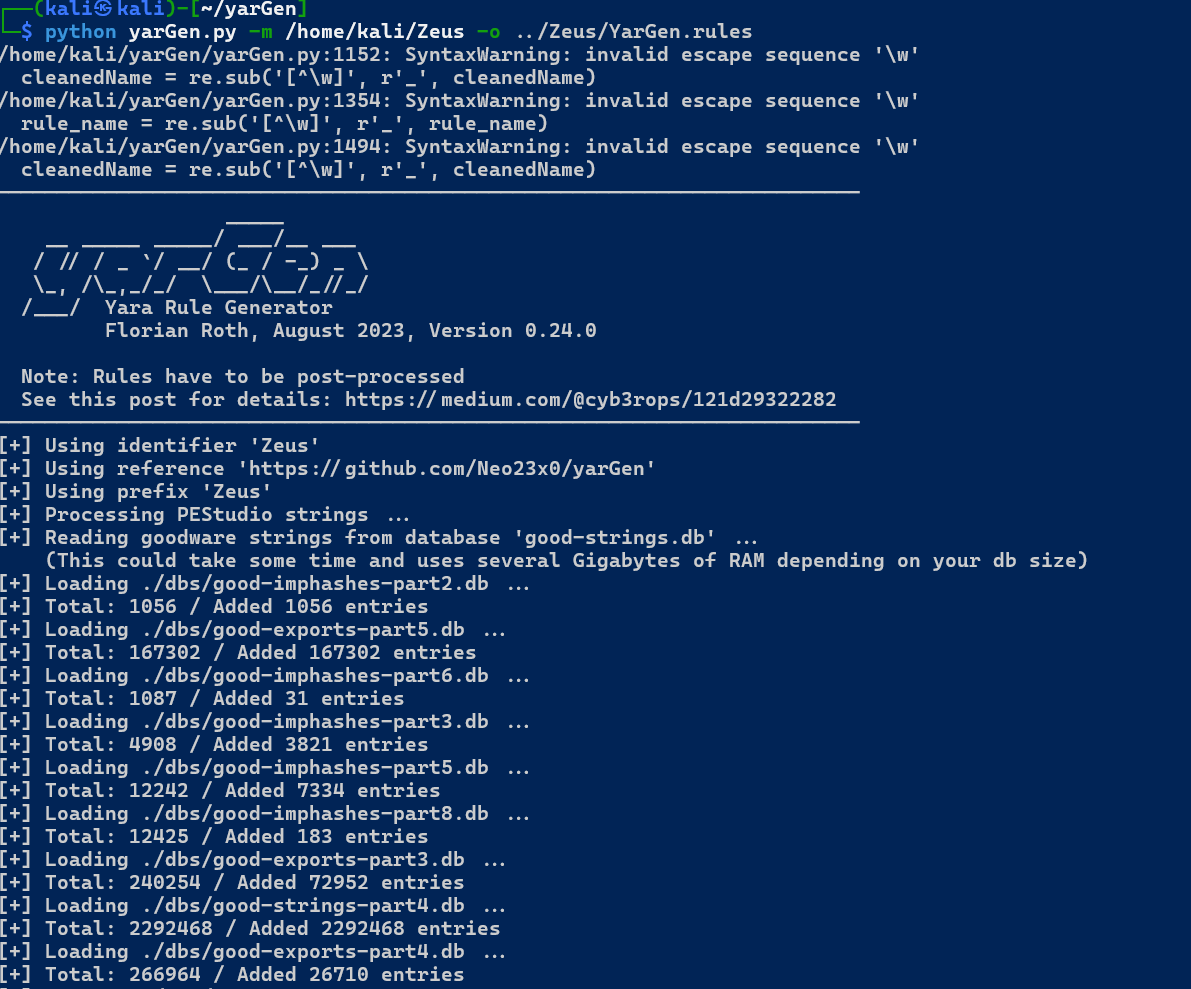 ┌──(kali㉿kali)-[~/yarGen]
└─$ python yarGen.py -m /home/kali/Zeus -o ../Zeus/YarGen.rules
/home/kali/yarGen/yarGen.py:1152: SyntaxWarning: invalid escape sequence '\w'
  cleanedName = re.sub('[^\w]', r'_', cleanedName)
/home/kali/yarGen/yarGen.py:1354: SyntaxWarning: invalid escape sequence '\w'
  rule_name = re.sub('[^\w]', r'_', rule_name)
/home/kali/yarGen/yarGen.py:1494: SyntaxWarning: invalid escape sequence '\w'
  cleanedName = re.sub('[^\w]', r'_', cleanedName)
------------------------------------------------------------------------
                   _____
    __ _____ _____/ ___/__ ___
   / // / _ `/ __/ (_ / -_) _ \
   \_, /\_,_/_/  \___/\__/_//_/
  /___/  Yara Rule Generator
         Florian Roth, August 2023, Version 0.24.0

  Note: Rules have to be post-processed
  See this post for details: https://medium.com/@cyb3rops/121d29322282
------------------------------------------------------------------------
[+] Using identifier 'Zeus'
[+] Using reference 'https://github.com/Neo23x0/yarGen'
[+] Using prefix 'Zeus'
[+] Processing PEStudio strings ...
[+] Reading goodware strings from database 'good-strings.db' ...
    (This could take some time and uses several Gigabytes of RAM depending on your db size)
[+] Loading ./dbs/good-imphashes-part2.db ...
[+] Total: 1056 / Added 1056 entries
[+] Loading ./dbs/good-exports-part5.db ...
[+] Total: 167302 / Added 167302 entries
[+] Loading ./dbs/good-imphashes-part6.db ...
[+] Total: 1087 / Added 31 entries
[+] Loading ./dbs/good-imphashes-part3.db ...
[+] Total: 4908 / Added 3821 entries
[+] Loading ./dbs/good-imphashes-part5.db ...
[+] Total: 12242 / Added 7334 entries
[+] Loading ./dbs/good-imphashes-part8.db ...
[+] Total: 12425 / Added 183 entries
[+] Loading ./dbs/good-exports-part3.db ...
[+] Total: 240254 / Added 72952 entries
[+] Loading ./dbs/good-strings-part4.db ...
[+] Total: 2292468 / Added 2292468 entries
[+] Loading ./dbs/good-exports-part4.db ...
[+] Total: 266964 / Added 26710 entries